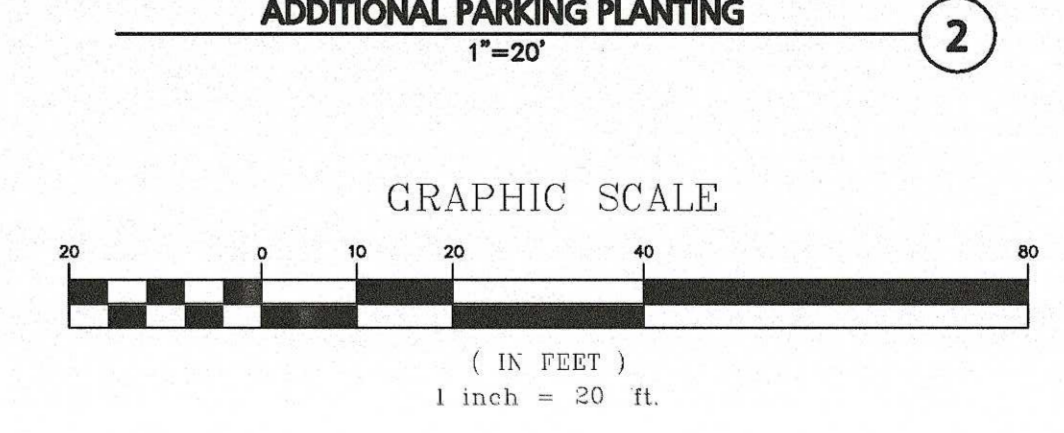 ADDITIONAL PARKING PLANTING
1"=20'
2
GRAPHIC SCALE
20 0 10 20 40 80
( IN FEET )
1 inch = 20 ft.